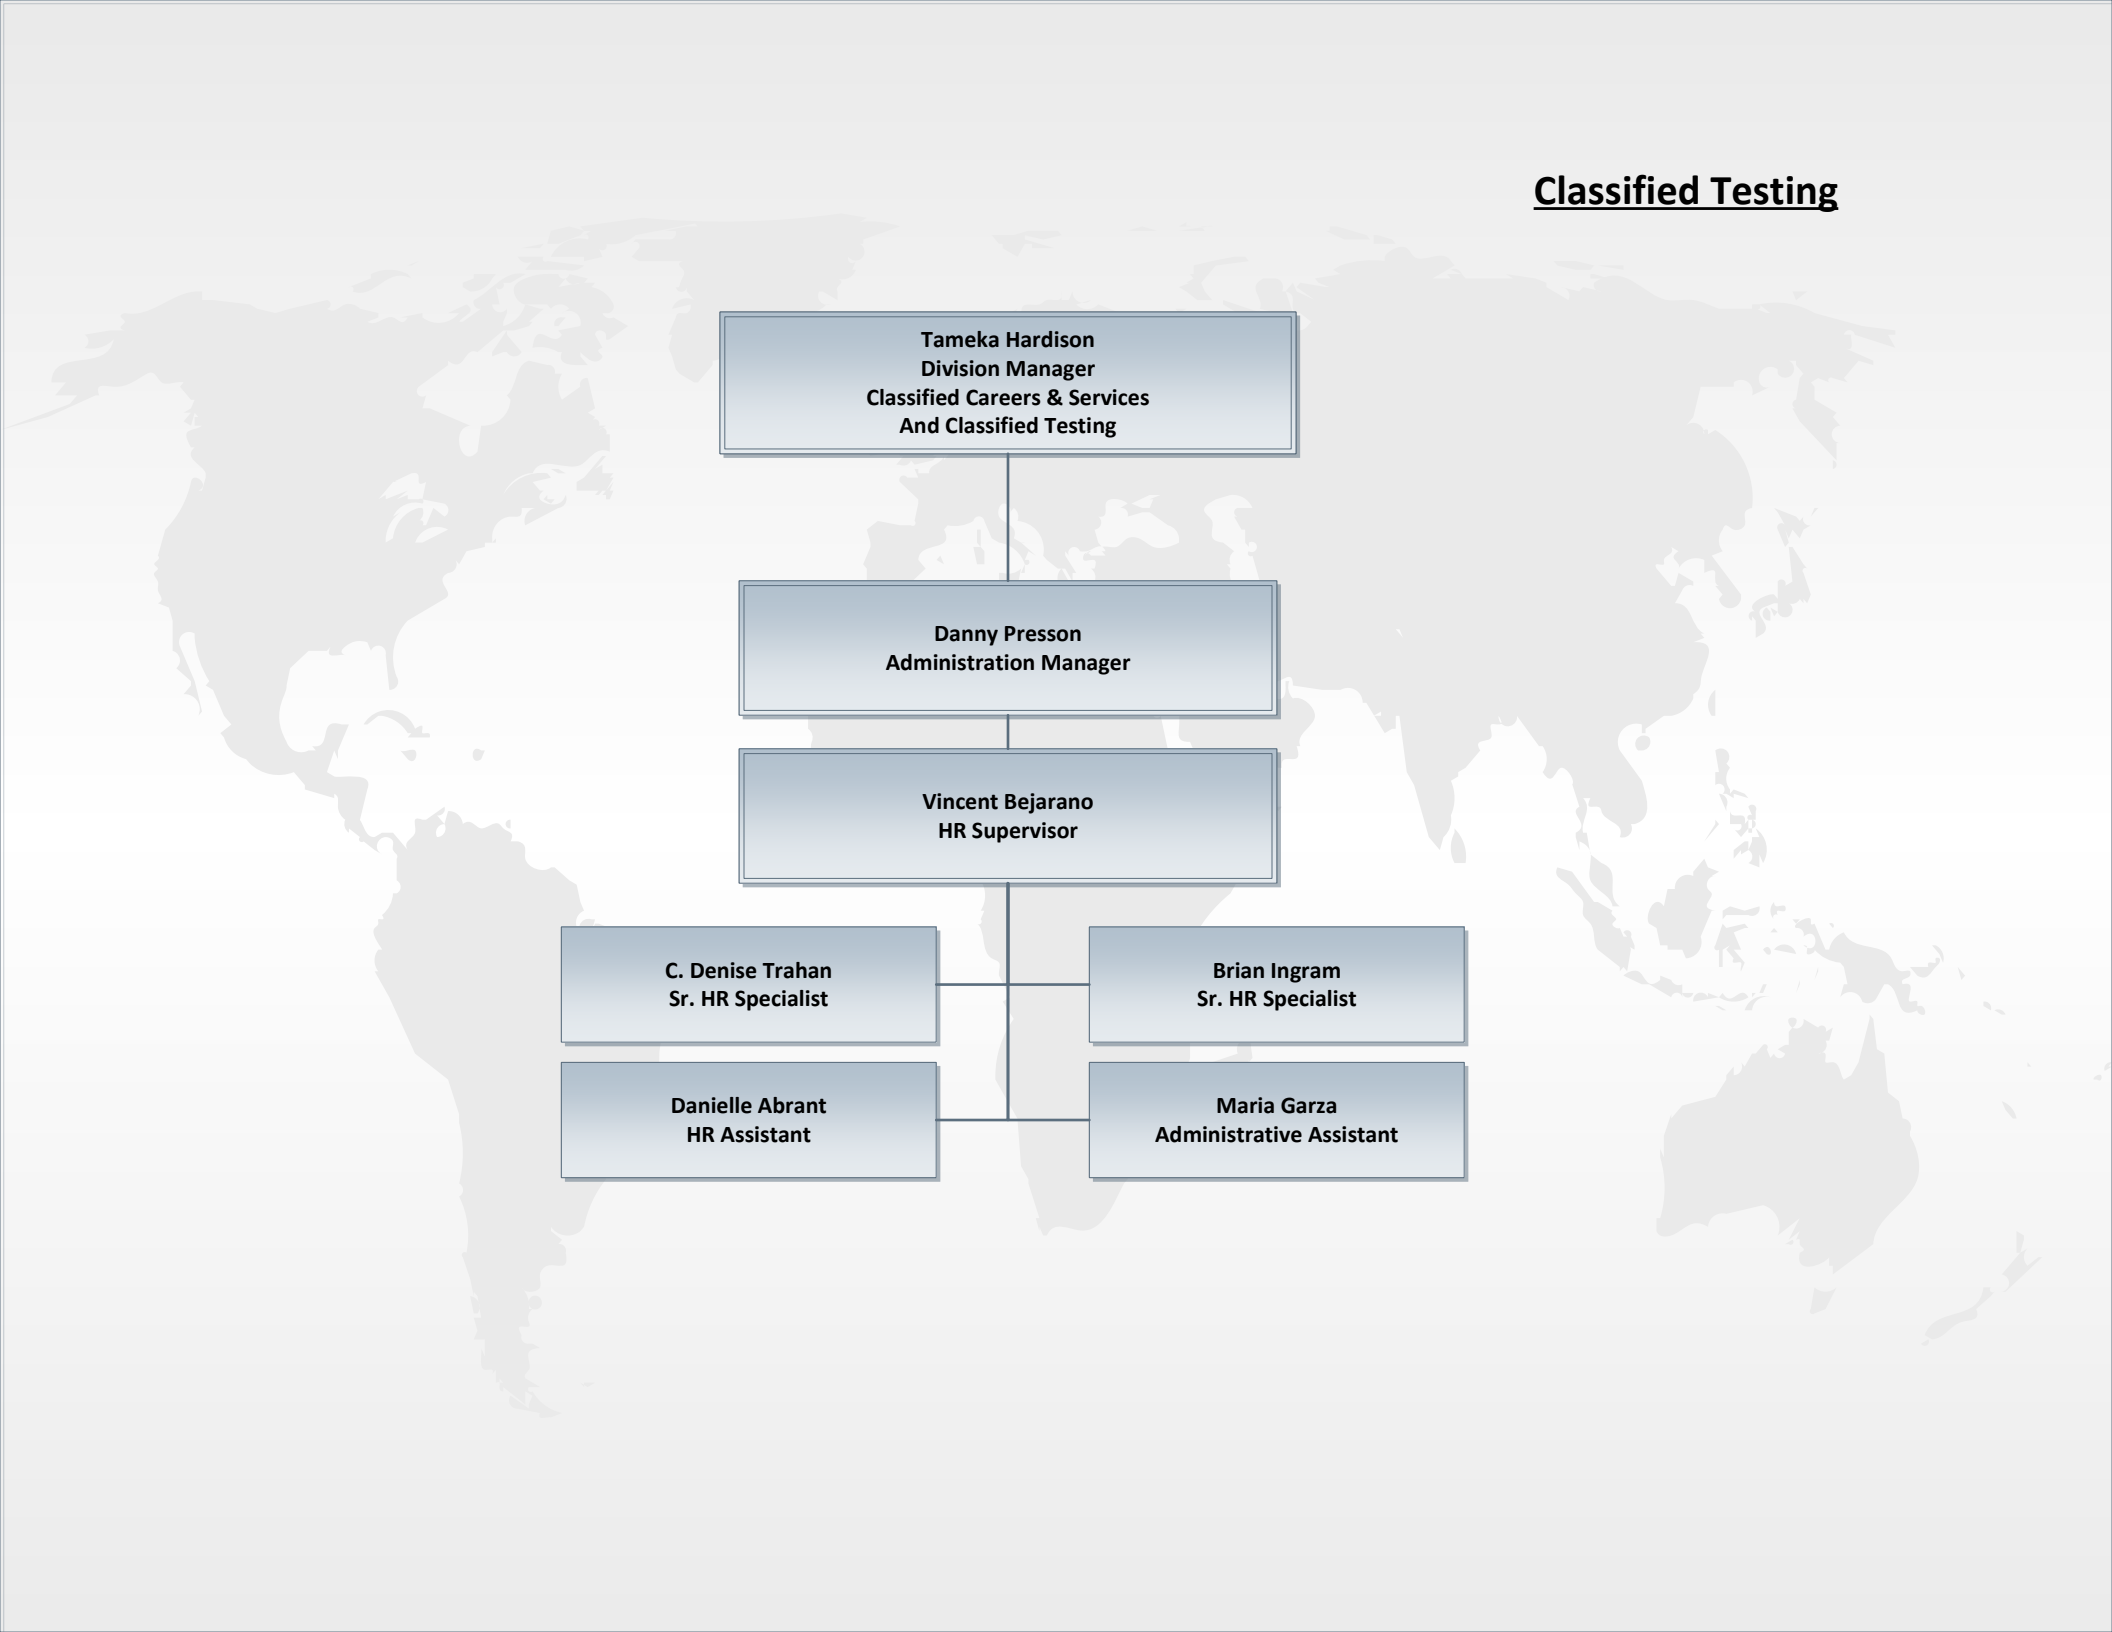 Classified Testing
Tameka Hardison
Division Manager
Classified Careers & Services
And Classified Testing
Danny Presson
Administration Manager
Vincent Bejarano
HR Supervisor
C. Denise Trahan
Sr. HR Specialist
Brian Ingram
Sr. HR Specialist
Danielle Abrant
HR Assistant
Maria Garza
Administrative Assistant